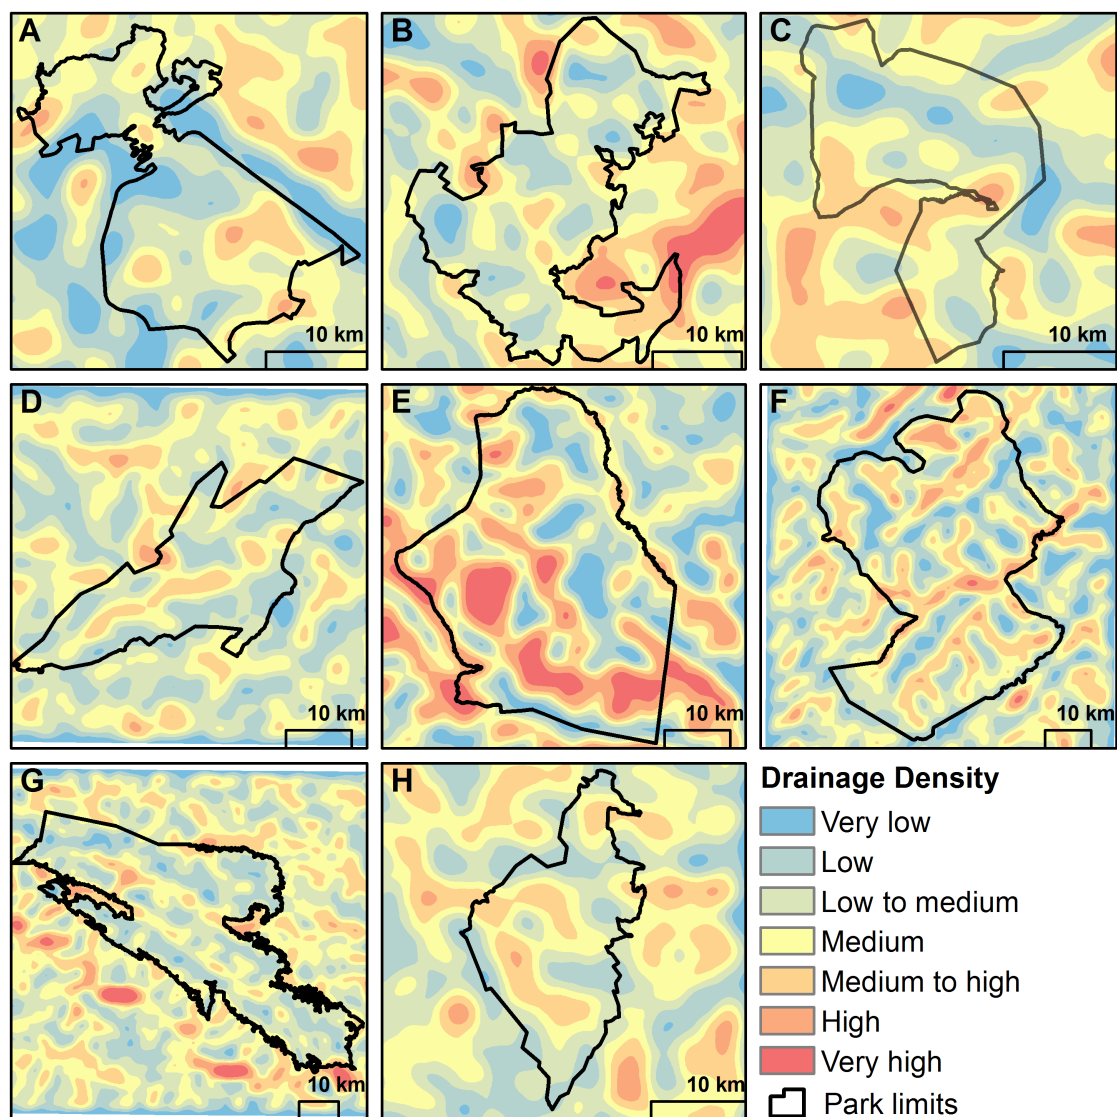 A
10 km
B
10 km
C
10 km
D
10 km
E
10 km
F
10 km
G
10 km
H
10 km
Drainage Density
Very low
Low
Low to medium
Medium
Medium to high
High
Very high
Park limits